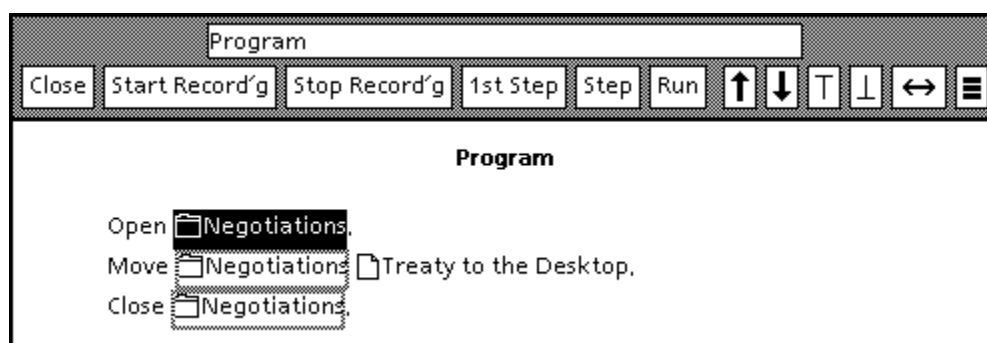 Program
Close Start Record'g Stop Record'g 1st Step Step Run
Program
Open Negotiations.
Move Negotiations Treaty to the Desktop.
Close Negotiations.